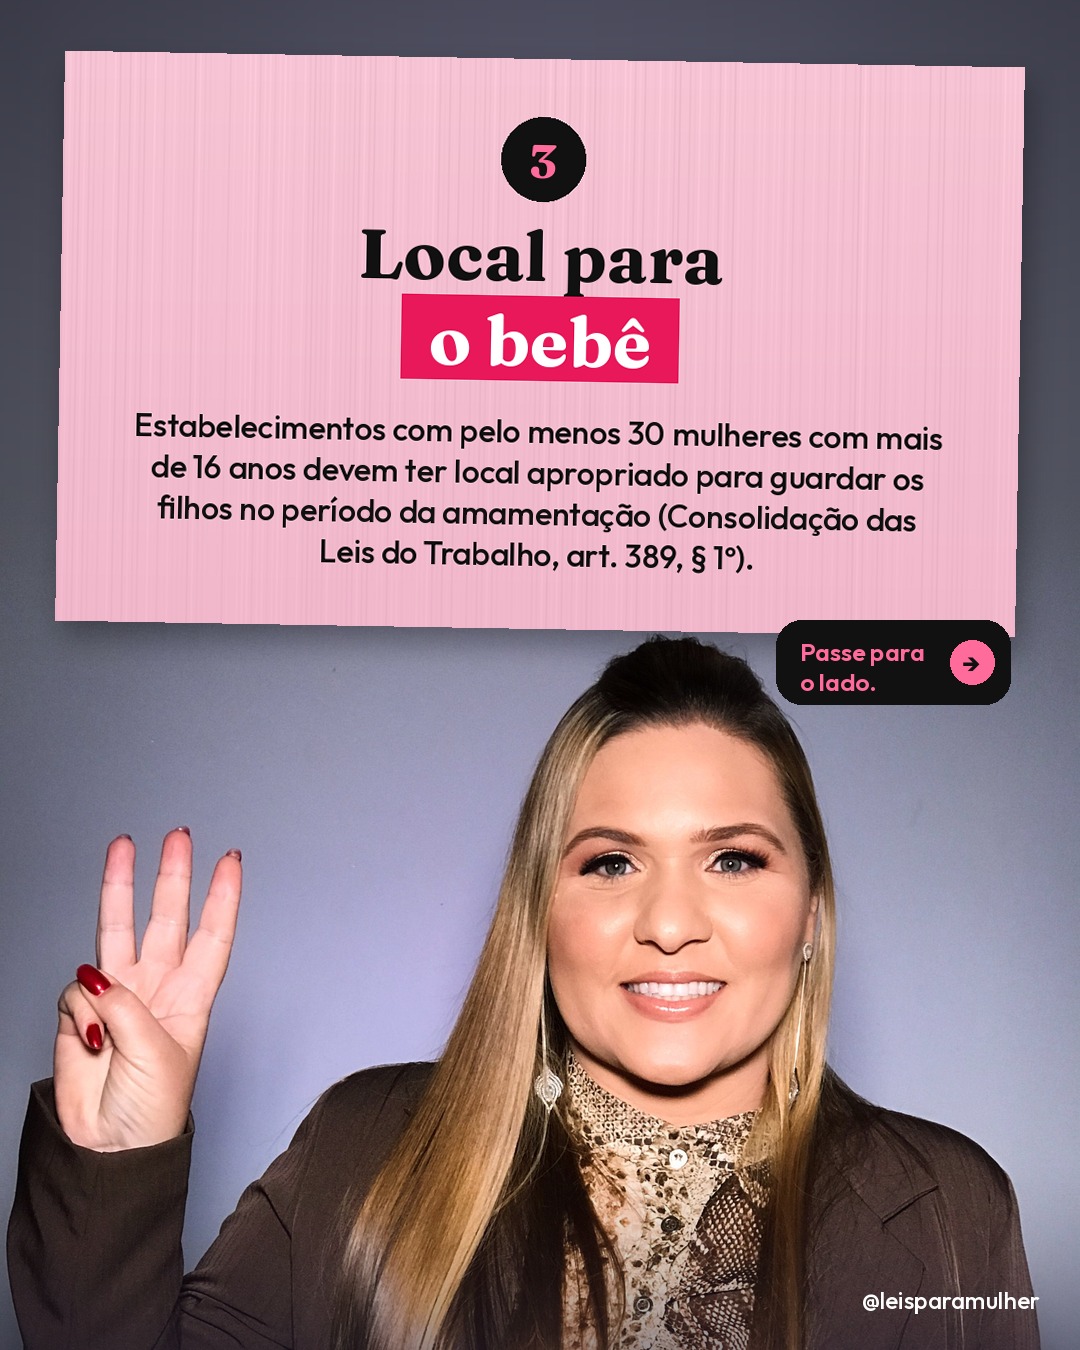 3
Local para
o bebê
Estabelecimentos com pelo menos 30 mulheres com mais
de 16 anos devem ter local apropriado para guardar os
filhos no período da amamentação (Consolidação das
Leis do Trabalho, art. 389, § 1º).
Passe para
o lado.
@leisparamulher